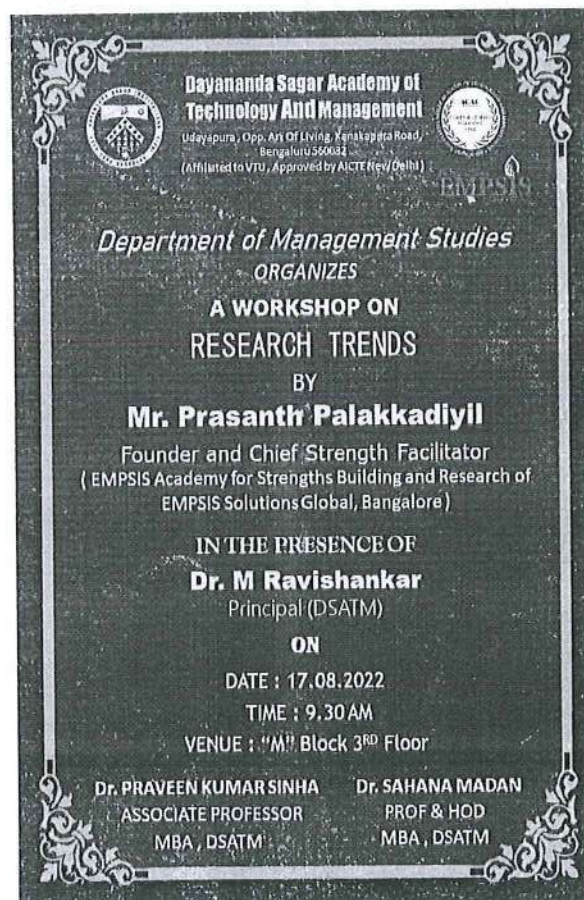 Dayananda Sagar Academy of
Technology And Management
Udayapura, Opp. Art Of Living, Kanakapura Road,
Bengaluru 560082
(Affiliated to VTU, Approved by AICTE New Delhi)
EMPSIS
Department of Management Studies
ORGANIZES
A WORKSHOP ON
RESEARCH TRENDS
BY
Mr. Prasanth Palakkadiyil
Founder and Chief Strength Facilitator
( EMPSIS Academy for Strengths Building and Research of
EMPSIS Solutions Global, Bangalore )
IN THE PRESENCE OF
Dr. M Ravishankar
Principal (DSATM)
ON
DATE : 17.08.2022
TIME : 9.30 AM
VENUE : "M" Block 3RD Floor
Dr. PRAVEEN KUMAR SINHA
ASSOCIATE PROFESSOR
MBA , DSATM
Dr. SAHANA MADAN
PROF & HOD
MBA , DSATM